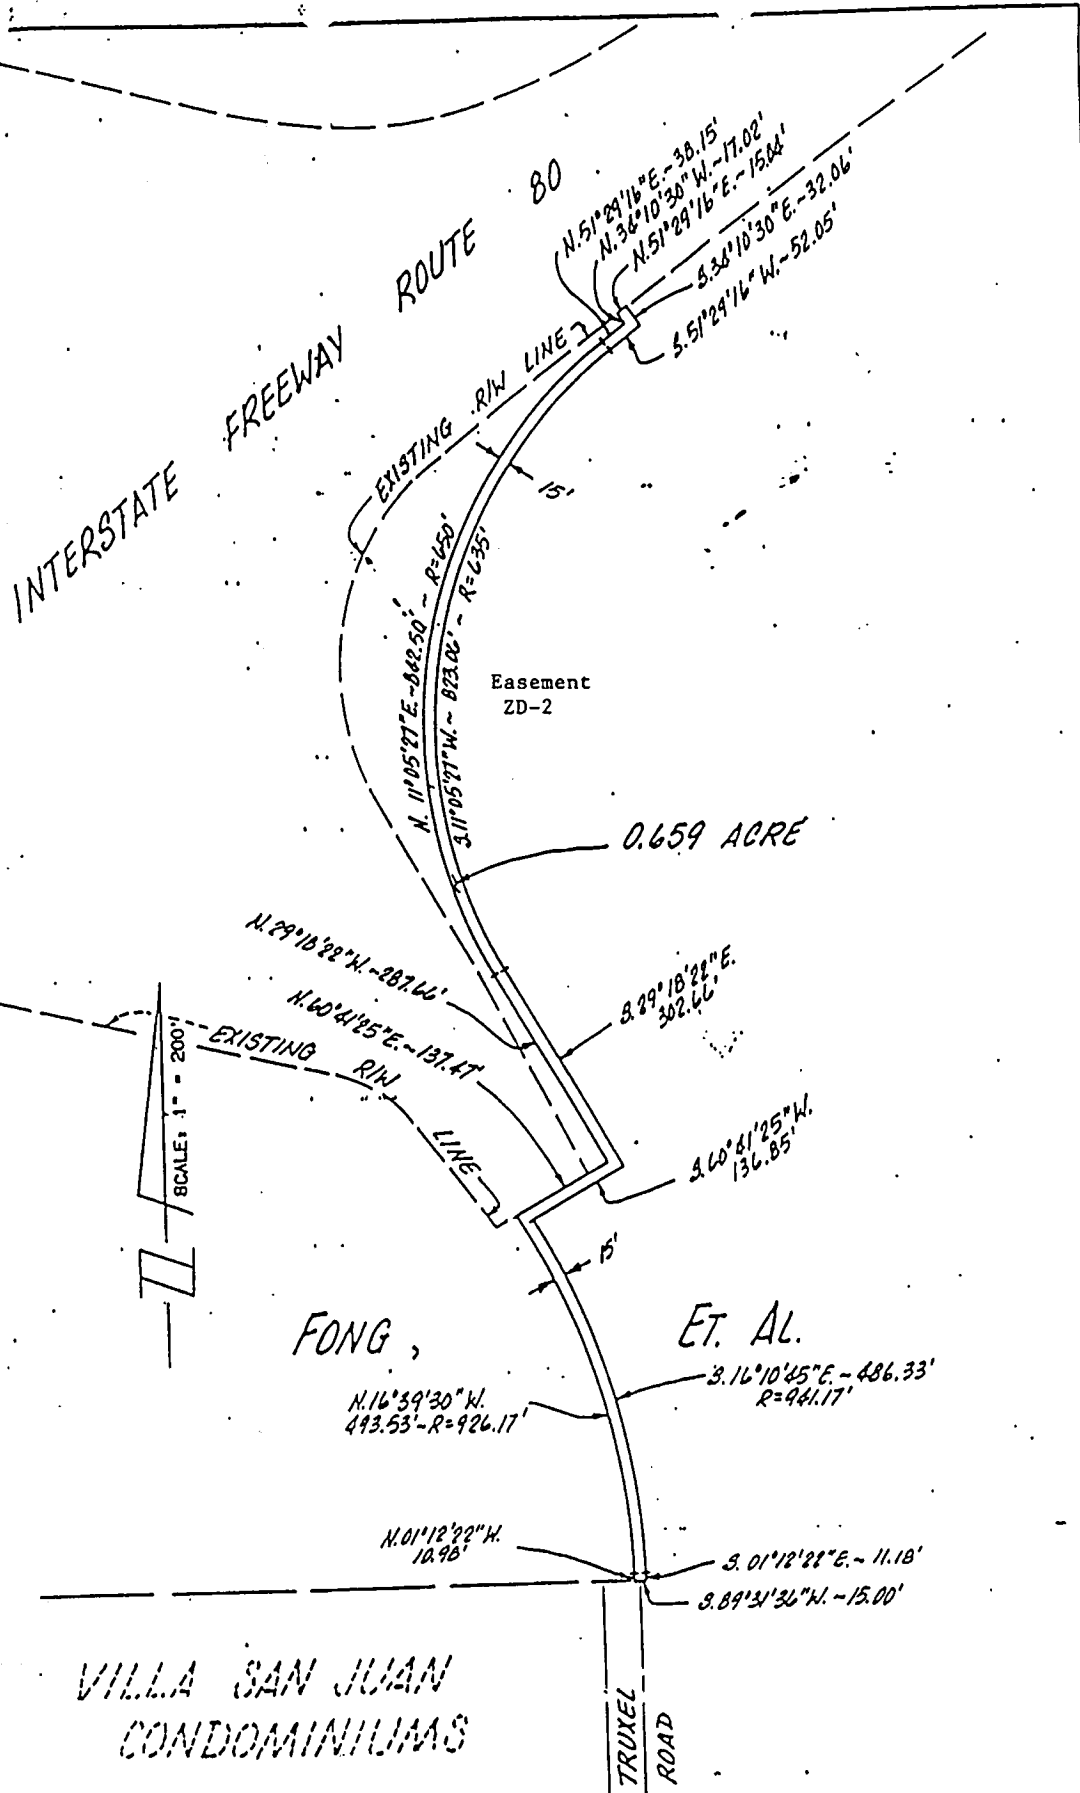 INTERSTATE FREEWAY ROUTE 80
N.51°29'16"E.~38.15'
N.34°10'30"W.~17.02'
N.51°29'16"E.~15.04'
S.34°10'30"E.~32.06'
S.51°29'16"W.~52.05'
EXISTING R/W LINE
15'
N. 11°05'27"E.~842.50' ~ R=650'
S.11°05'27"W.~ 823.06' ~ R=635'
Easement
ZD-2
0.659 ACRE
N.29°18'22"W.~287.66'
N.60°41'25"E.~137.47'
S.29°18'22"E.
302.66'
EXISTING R/W LINE
SCALE: 1" = 200'
S.60°41'25"W.
136.85'
15'
FONG, ET. AL.
S.16°10'45"E.~486.33'
R=941.17'
N.16°39'30"W.
493.53'~R=926.17'
N.01°12'22"W.
10.98'
S.01°12'22"E.~11.18'
S.89°31'36"W.~15.00'
VILLA SAN JUAN
CONDOMINIUMS
TRUXEL
ROAD